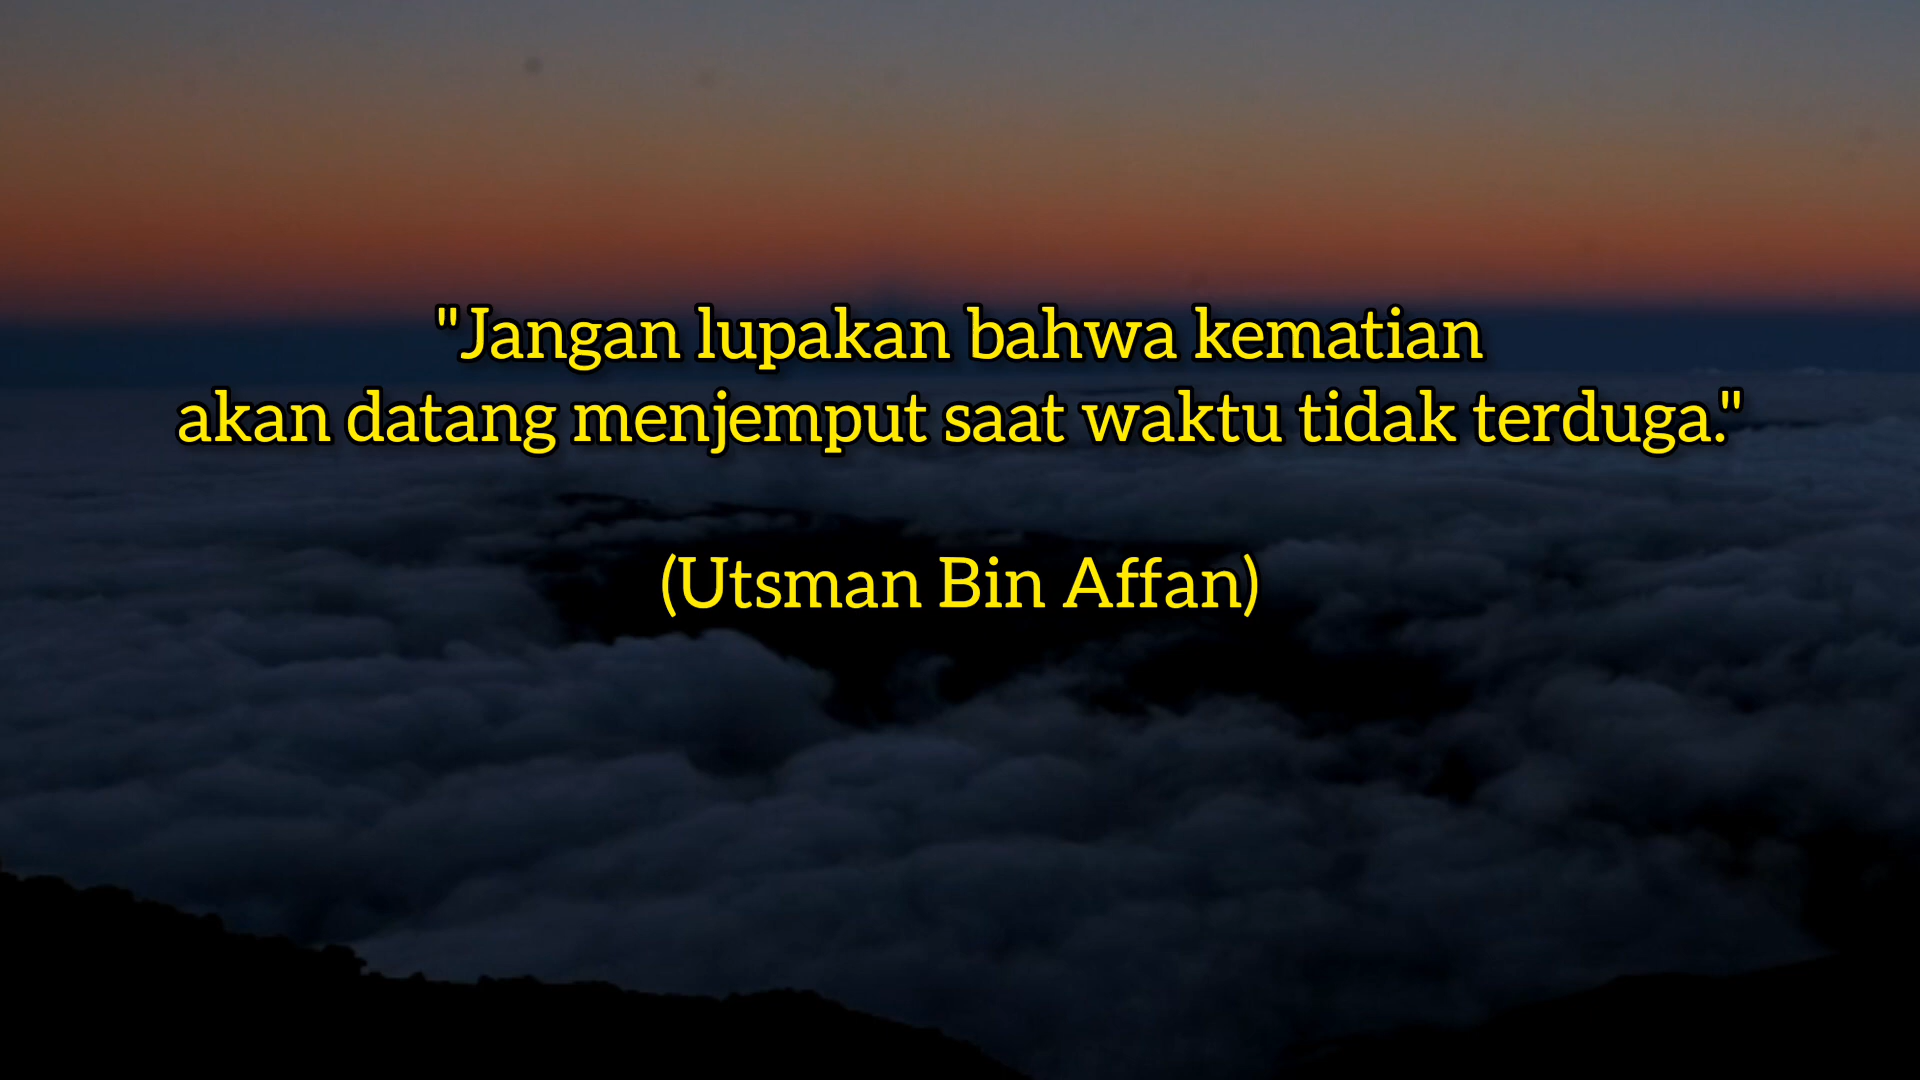 "Jangan lupakan bahwa kematian
akan datang menjemput saat waktu tidak terduga."
(Utsman Bin Affan)